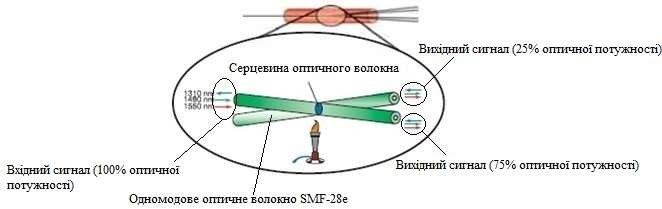 Вихідний сигнал (25% оптичної потужності)
Серцевина оптичного волокна
1310 nm
1490 nm
1550 nm
Вхідний сигнал (100% оптичної
потужності)
Вихідний сигнал (75% оптичної потужності)
Одномодове оптичне волокно SMF-28e